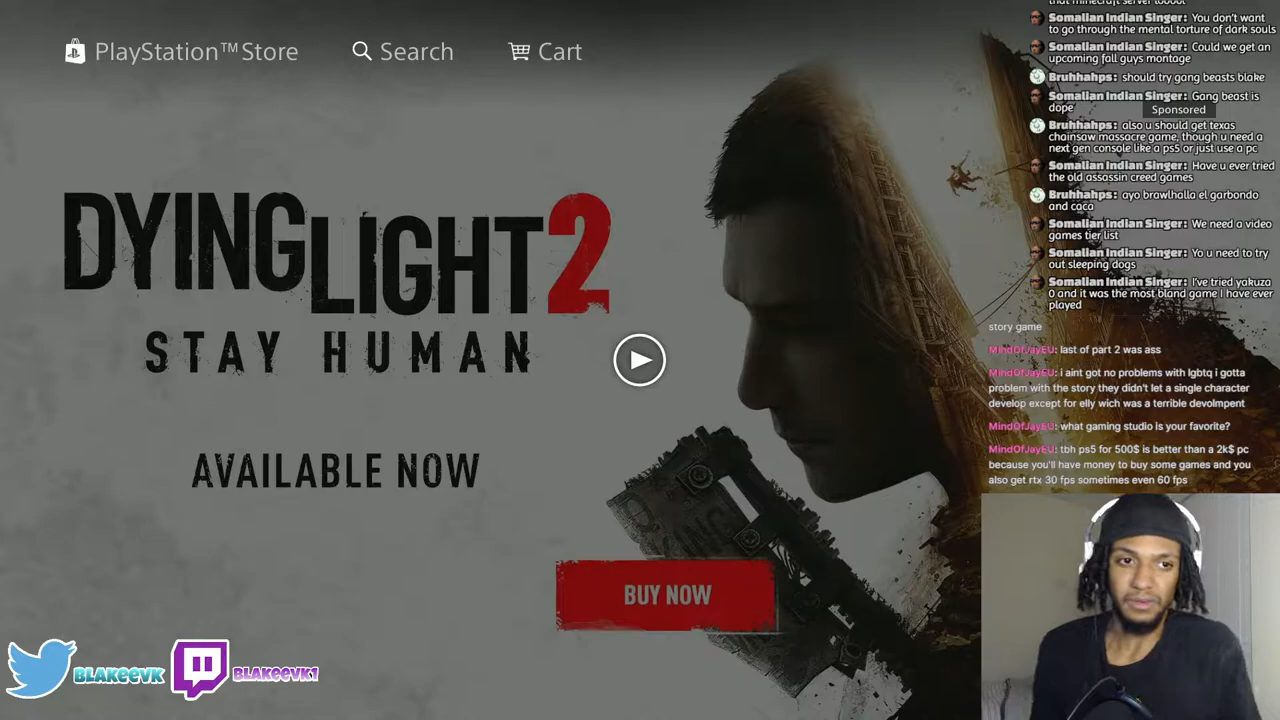 PlayStation™Store
Search
Cart
DYING LIGHT 2
STAY HUMAN
AVAILABLE NOW
BUY NOW
BLAKEEVK
BLAKEEVK1
Sponsored
that minecraft server
Somalian Indian Singer: You don't want
to go through the mental torture of dark souls
Somalian Indian Singer: Could we get an
upcoming fall guys montage
Bruhhahps: should try gang beasts blake
Somalian Indian Singer: Gang beast is
dope
Bruhhahps: also u should get texas
chainsaw massacre game, though u need a
next gen console like a ps5 or just use a pc
Somalian Indian Singer: Have u ever tried
the old assassin creed games
Bruhhahps: ayo brawlhalla el garbondo
and caca
Somalian Indian Singer: We need a video
games tier list
Somalian Indian Singer: Yo u need to try
out sleeping dogs
Somalian Indian Singer: I've tried yakuza
0 and it was the most bland game I have ever
played
story game
MindOfJayEU: last of part 2 was ass
MindOfJayEU: i aint got no problems with lgbtq i gotta
problem with the story they didn't let a single character
develop except for elly wich was a terrible devolmpent
MindOfJayEU: what gaming studio is your favorite?
MindOfJayEU: tbh ps5 for 500$ is better than a 2k$ pc
because you'll have money to buy some games and you
also get rtx 30 fps sometimes even 60 fps